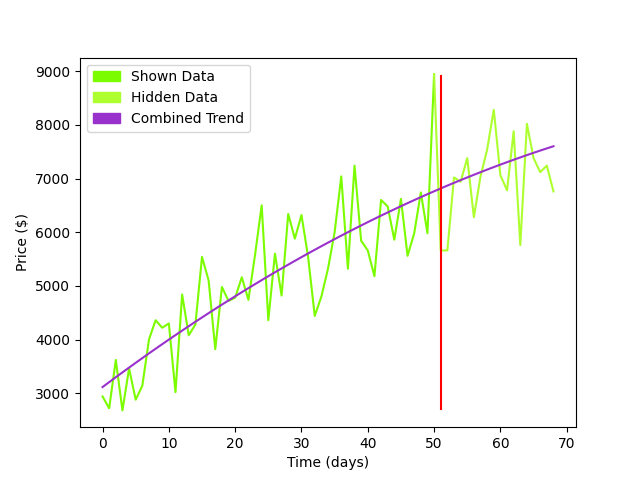 Shown Data
Hidden Data
Combined Trend
9000
8000
7000
6000
5000
4000
3000
Price ($)
0 10 20 30 40 50 60 70
Time (days)